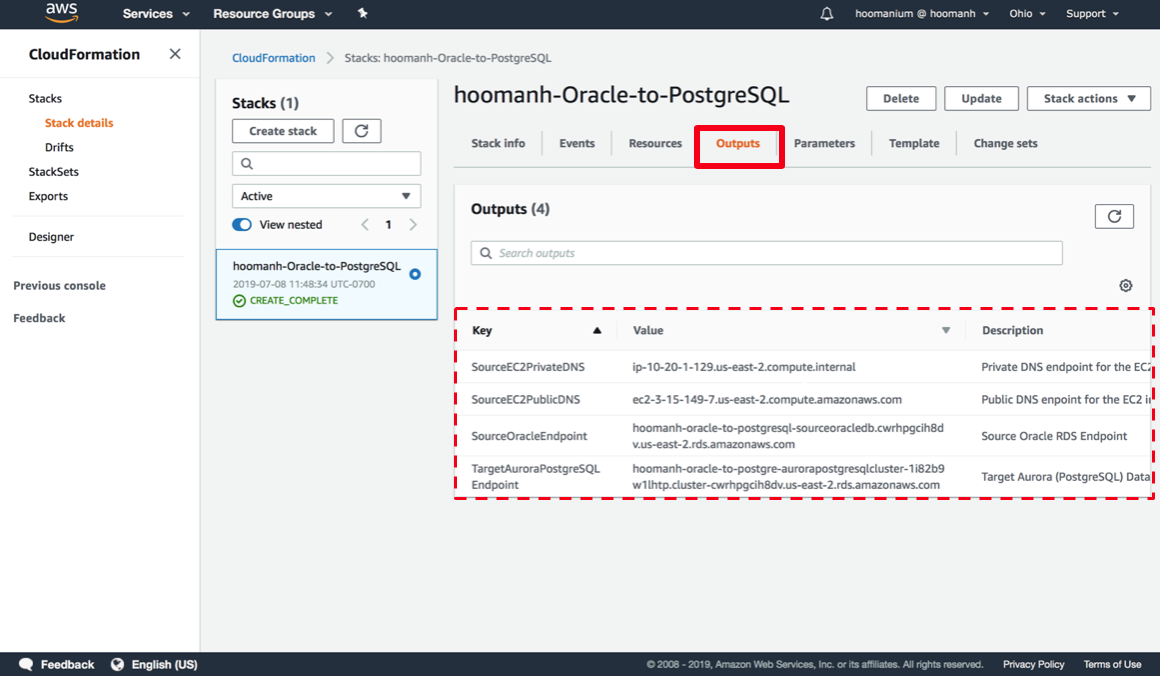 aws
Services
Resource Groups
hoomanium @ hoomanh
Ohio
Support
CloudFormation
Stacks
Stack details
Drifts
StackSets
Exports
Designer
Previous console
Feedback
CloudFormation
Stacks: hoomanh-Oracle-to-PostgreSQL
Stacks (1)
Create stack
Active
View nested
1
hoomanh-Oracle-to-PostgreSQL
2019-07-08 11:48:34 UTC-0700
CREATE_COMPLETE
hoomanh-Oracle-to-PostgreSQL
Delete
Update
Stack actions
Stack info
Events
Resources
Outputs
Parameters
Template
Change sets
Outputs (4)
Search outputs
Key
Value
Description
SourceEC2PrivateDNS
ip-10-20-1-129.us-east-2.compute.internal
Private DNS endpoint for the EC2
SourceEC2PublicDNS
ec2-3-15-149-7.us-east-2.compute.amazonaws.com
Public DNS enpoint for the EC2 i
SourceOracleEndpoint
hoomanh-oracle-to-postgresql-sourceoracledb.cwrhpgcih8d
v.us-east-2.rds.amazonaws.com
Source Oracle RDS Endpoint
TargetAuroraPostgreSQL
Endpoint
hoomanh-oracle-to-postgre-aurorapostgresqlcluster-1i82b9
w1lhtp.cluster-cwrhpgcih8dv.us-east-2.rds.amazonaws.com
Target Aurora (PostgreSQL) Data
Feedback
English (US)
© 2008 - 2019, Amazon Web Services, Inc. or its affiliates. All rights reserved.
Privacy Policy
Terms of Use